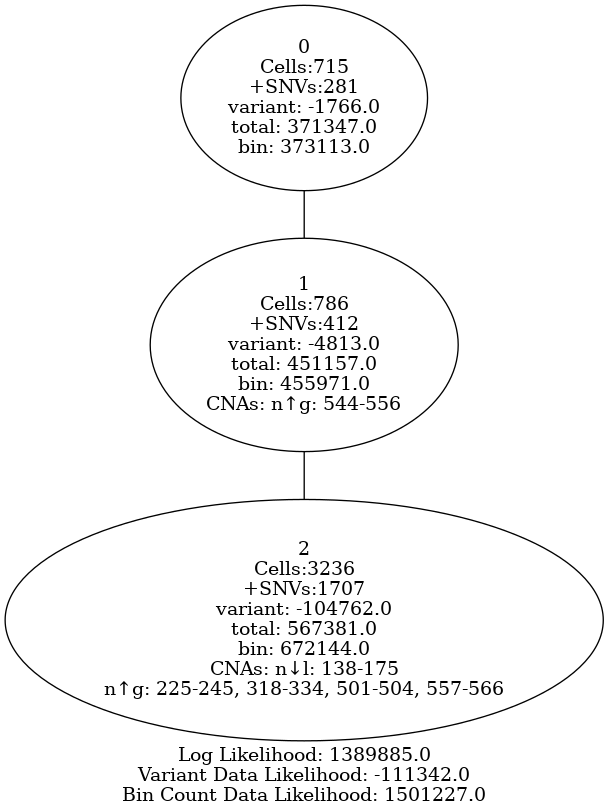 0
Cells:715
+SNVs:281
variant: -1766.0
total: 371347.0
bin: 373113.0
1
Cells:786
+SNVs:412
variant: -4813.0
total: 451157.0
bin: 455971.0
CNAs: n↑g: 544-556
2
Cells:3236
+SNVs:1707
variant: -104762.0
total: 567381.0
bin: 672144.0
CNAs: n↓l: 138-175
n↑g: 225-245, 318-334, 501-504, 557-566
Log Likelihood: 1389885.0
Variant Data Likelihood: -111342.0
Bin Count Data Likelihood: 1501227.0